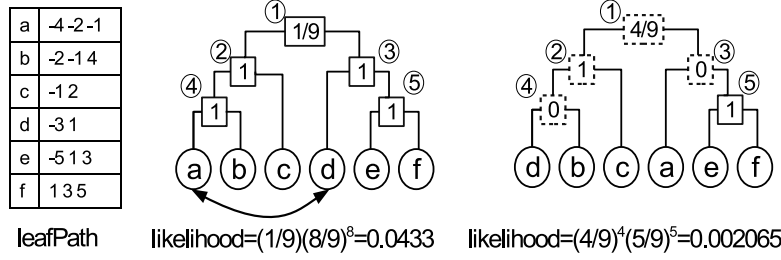 a -4 -2 -1
b -2 -1 4
c -1 2
d -3 1
e -5 1 3
f 1 3 5
leafPath
① 1/9
② 1
③ 1
④ 1
⑤ 1
a b c d e f
likelihood=(1/9)(8/9)⁸=0.0433
① 4/9
② 1
③ 0
④ 0
⑤ 1
d b c a e f
likelihood=(4/9)⁴(5/9)⁵=0.002065